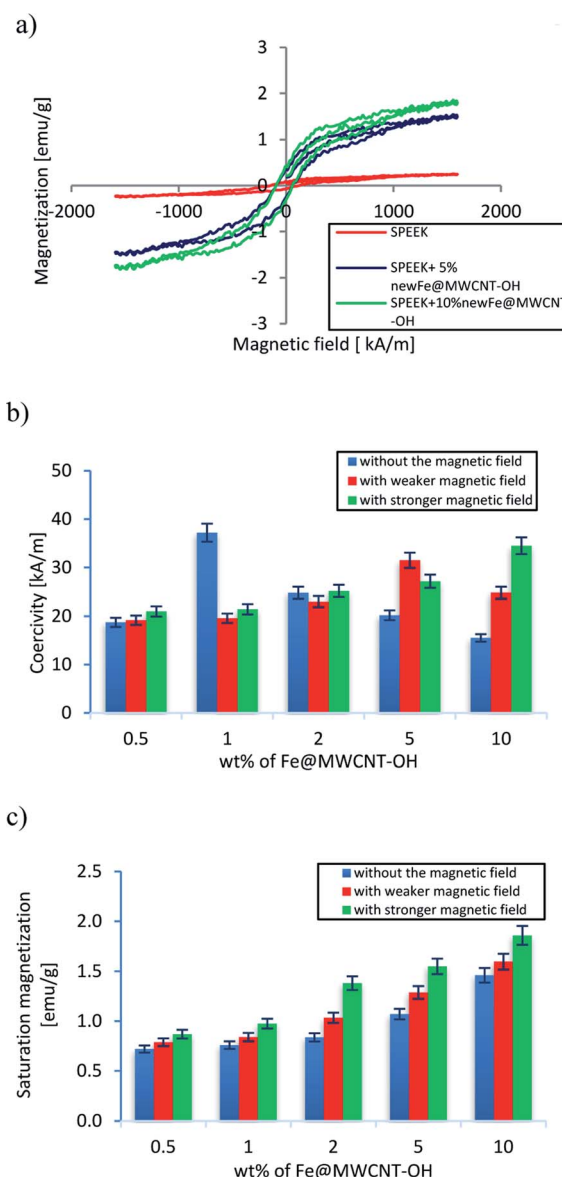 a)
Magnetization [emu/g]
3
2
1
0
-1
-2
-3
-2000
-1000
0
1000
2000
SPEEK
SPEEK+ 5%
newFe@MWCNT-OH
SPEEK+10%newFe@MWCNT
-OH
Magnetic field [ kA/m]
b)
Coercivity [kA/m]
50
40
30
20
10
0
without the magnetic field
with weaker magnetic field
with stronger magnetic field
0.5 1 2 5 10
wt% of Fe@MWCNT-OH
c)
Saturation magnetization
[emu/g]
2.5
2.0
1.5
1.0
0.5
0.0
without the magnetic field
with weaker magnetic field
with stronger magnetic field
0.5 1 2 5 10
wt% of Fe@MWCNT-OH